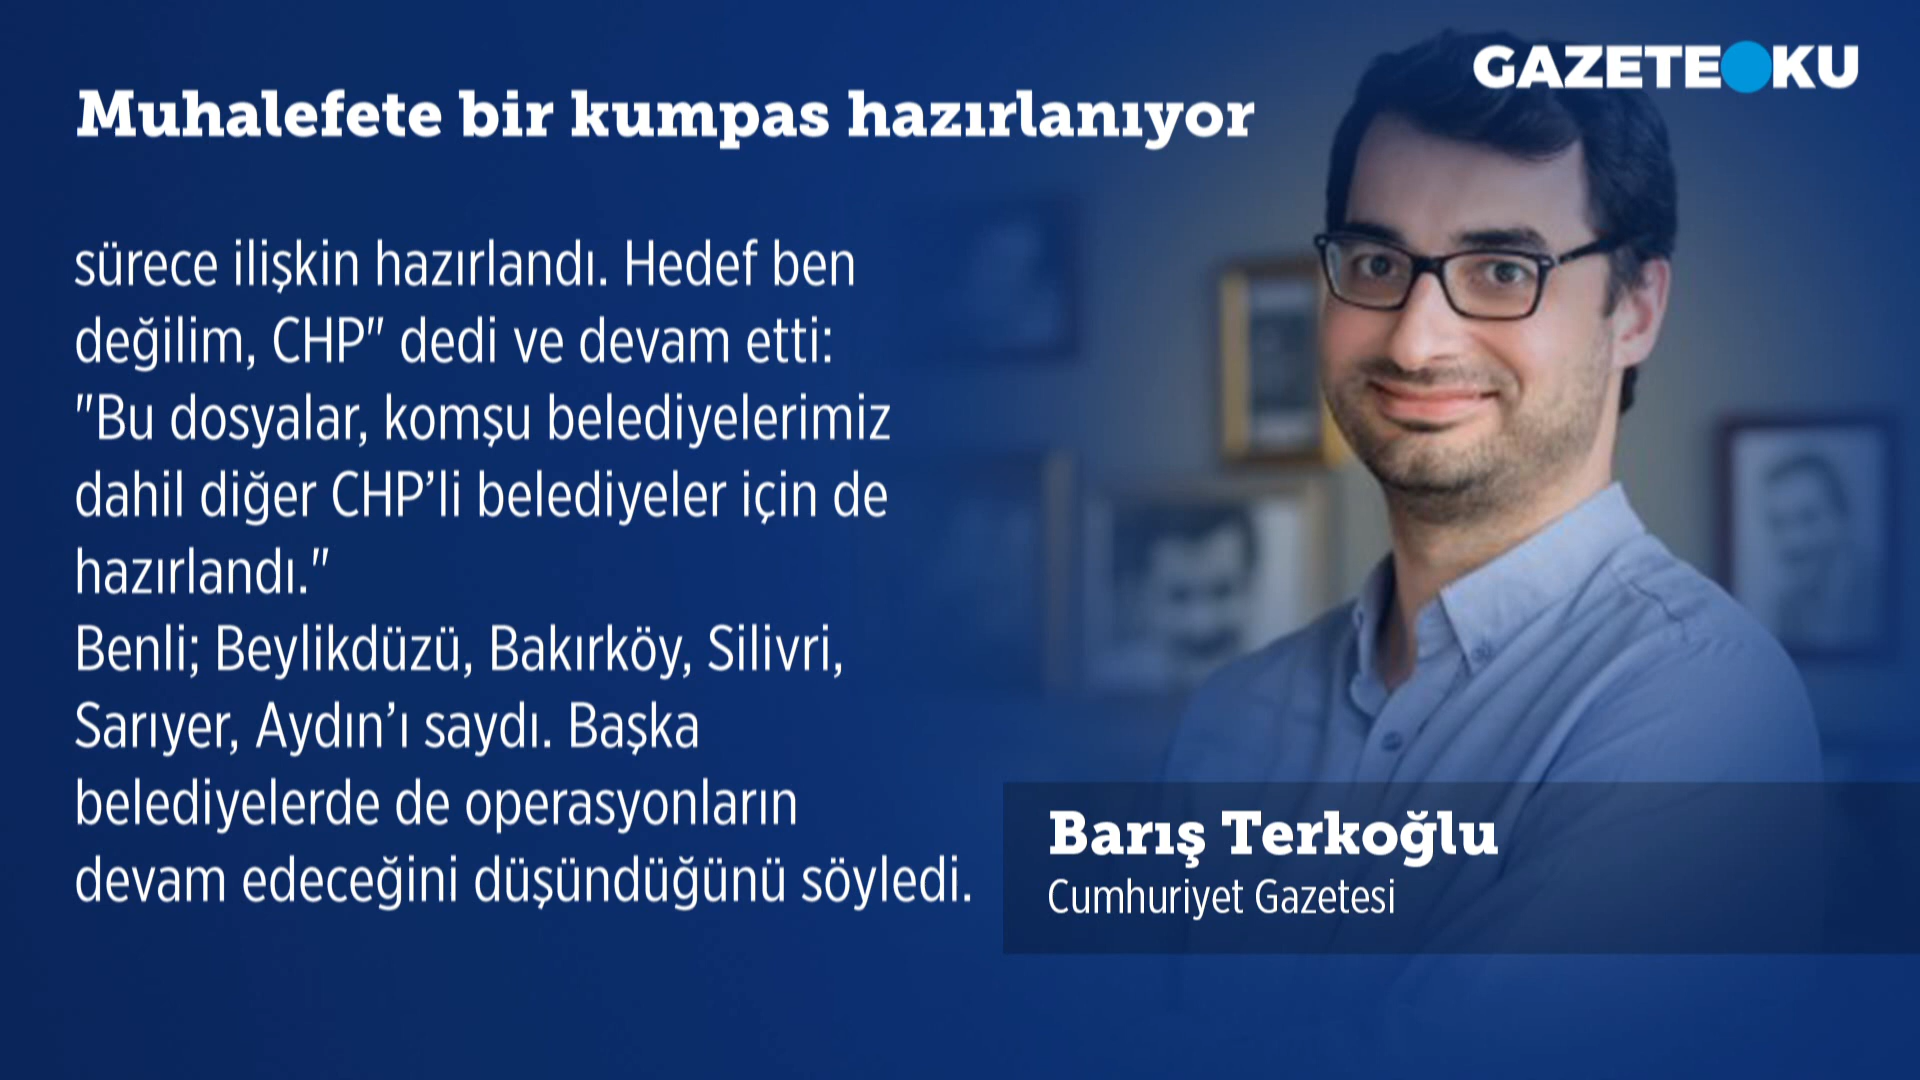 GAZETE KU
Muhalefete bir kumpas hazırlanıyor
sürece ilişkin hazırlandı. Hedef ben
değilim, CHP" dedi ve devam etti:
"Bu dosyalar, komşu belediyelerimiz
dahil diğer CHP’li belediyeler için de
hazırlandı."
Benli; Beylikdüzü, Bakırköy, Silivri,
Sarıyer, Aydın’ı saydı. Başka
belediyelerde de operasyonların
devam edeceğini düşündüğünü söyledi.
Barış Terkoğlu
Cumhuriyet Gazetesi